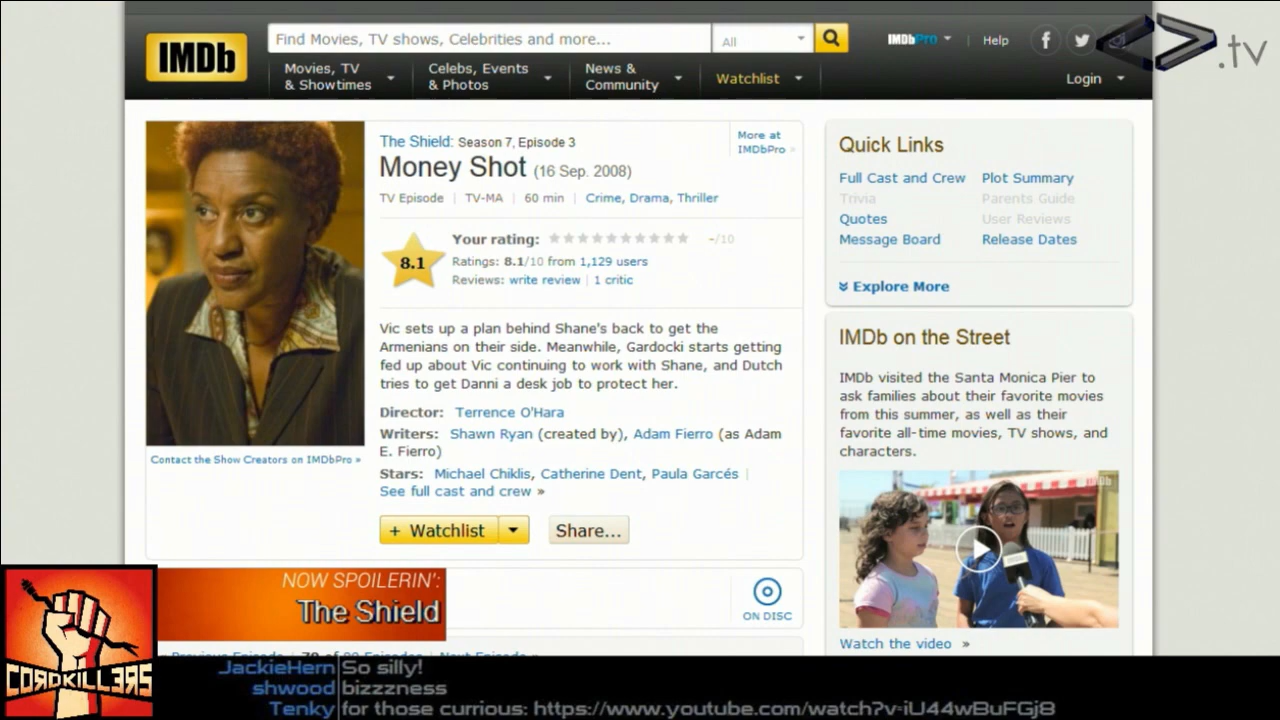 IMDb
Find Movies, TV shows, Celebrities and more...
All
IMDbPro
Help
.tv
Movies, TV
& Showtimes
Celebs, Events
& Photos
News &
Community
Watchlist
Login
The Shield: Season 7, Episode 3
Money Shot (16 Sep. 2008)
More at
IMDbPro »
TV Episode | TV-MA | 60 min | Crime, Drama, Thriller
8.1
Your rating: -/10
Ratings: 8.1/10 from 1,129 users
Reviews: write review | 1 critic
Vic sets up a plan behind Shane's back to get the
Armenians on their side. Meanwhile, Gardocki starts getting
fed up about Vic continuing to work with Shane, and Dutch
tries to get Danni a desk job to protect her.
Director: Terrence O'Hara
Writers: Shawn Ryan (created by), Adam Fierro (as Adam
E. Fierro)
Stars: Michael Chiklis, Catherine Dent, Paula Garcés |
See full cast and crew »
Contact the Show Creators on IMDbPro »
+ Watchlist
Share...
ON DISC
Quick Links
Full Cast and Crew Plot Summary
Trivia Parents Guide
Quotes User Reviews
Message Board Release Dates
Explore More
IMDb on the Street
IMDb visited the Santa Monica Pier to
ask families about their favorite movies
from this summer, as well as their
favorite all-time movies, TV shows, and
characters.
IMDb
Watch the video »
NOW SPOILERIN':
The Shield
CORDKILLERS
JackieHern So silly!
shwood bizzzness
Tenky for those currious: https://www.youtube.com/watch?v=iU44wBuFGj8